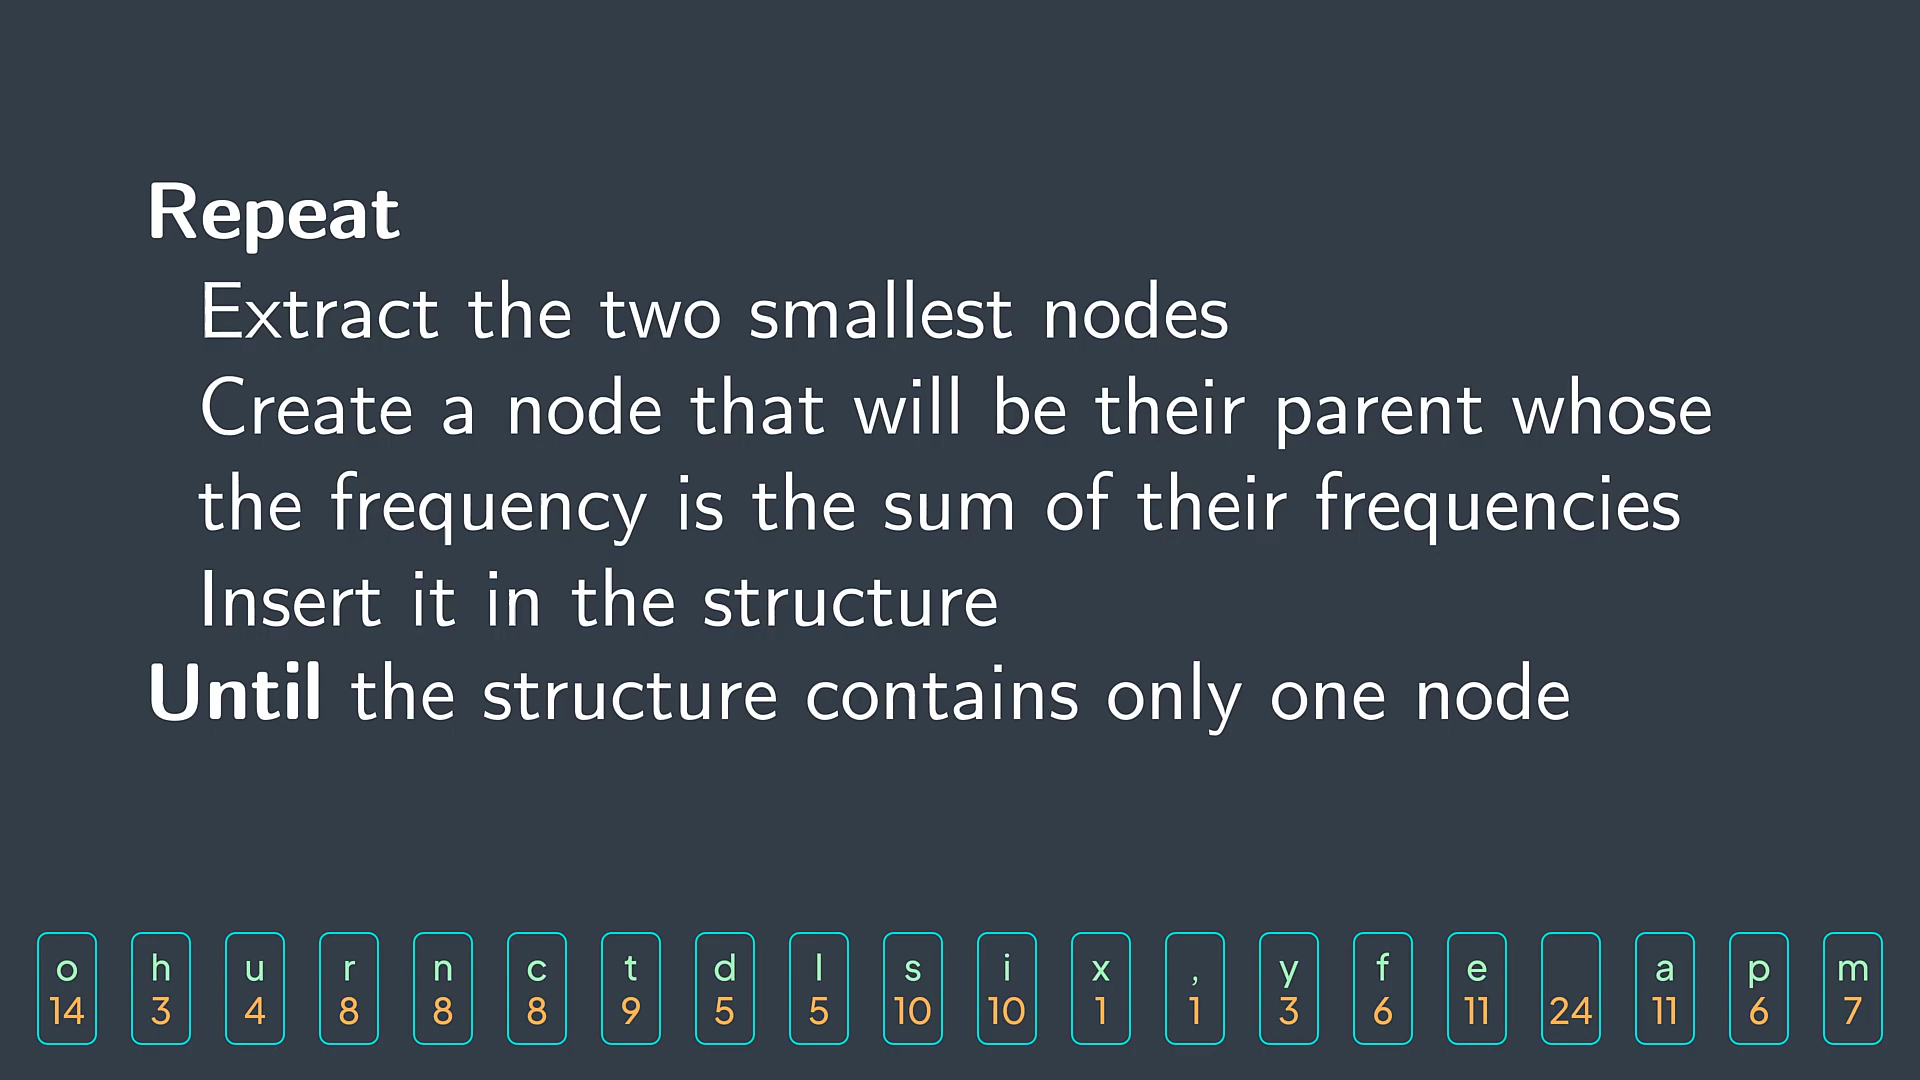 Repeat
Extract the two smallest nodes
Create a node that will be their parent whose
the frequency is the sum of their frequencies
Insert it in the structure
Until the structure contains only one node
o h u r n c t d l s i x , y f e a p m
14 3 4 8 8 8 9 5 5 10 10 1 1 3 6 11 24 11 6 7